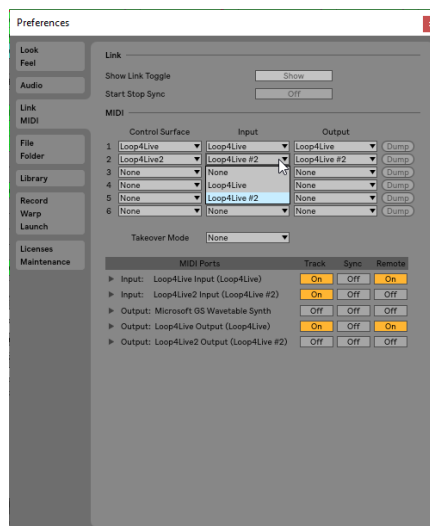 Preferences
Look
Feel
Audio
Link
MIDI
File
Folder
Library
Record
Warp
Launch
Licenses
Maintenance
Link
Show Link Toggle Show
Start Stop Sync Off
MIDI
Control Surface Input Output
1 Loop4Live Loop4Live Loop4Live Dump
2 Loop4Live2 Loop4Live #2 Loop4Live #2 Dump
3 None None None Dump
4 None Loop4Live None Dump
5 None Loop4Live #2 None Dump
6 None None None Dump
Takeover Mode None
MIDI Ports Track Sync Remote
Input: Loop4Live Input (Loop4Live) On Off On
Input: Loop4Live2 Input (Loop4Live #2) On Off Off
Output: Microsoft GS Wavetable Synth Off Off Off
Output: Loop4Live Output (Loop4Live) On Off On
Output: Loop4Live2 Output (Loop4Live #2) Off Off Off